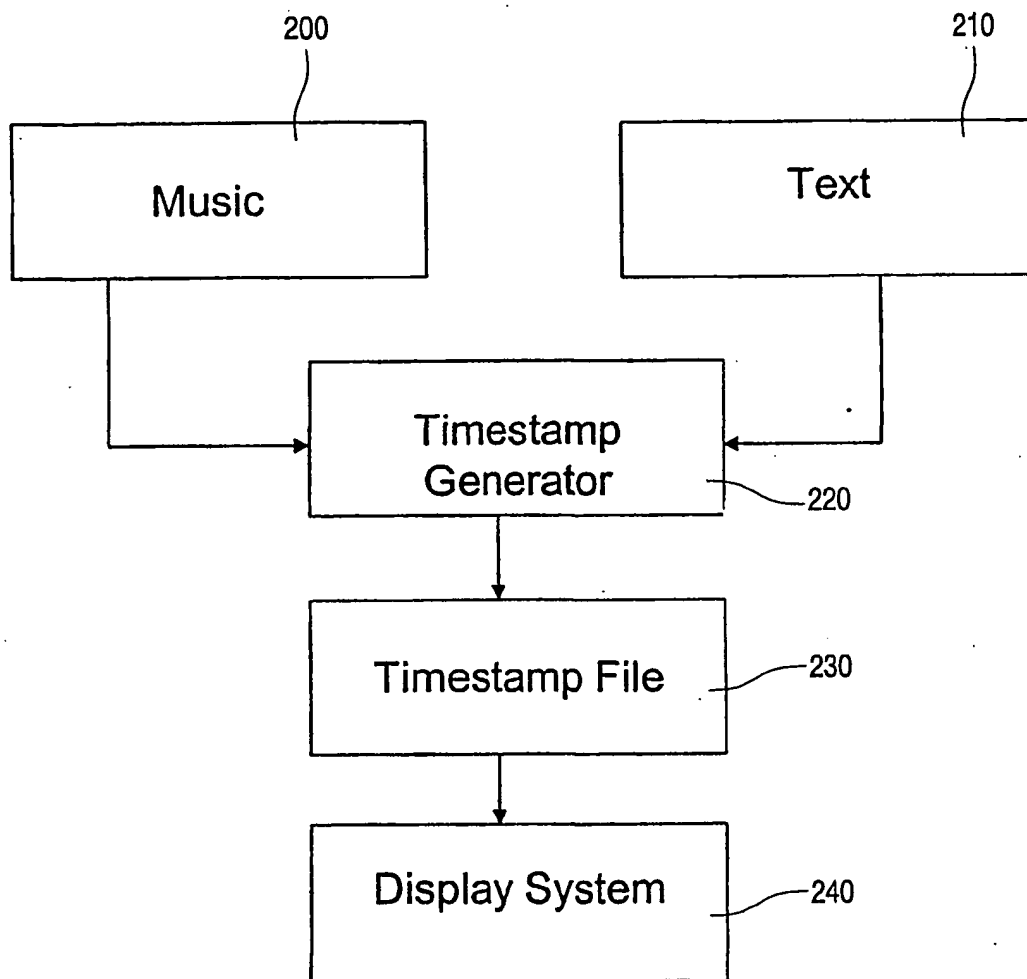 200
210
Music
Text
Timestamp
Generator
220
Timestamp File
230
Display System
240